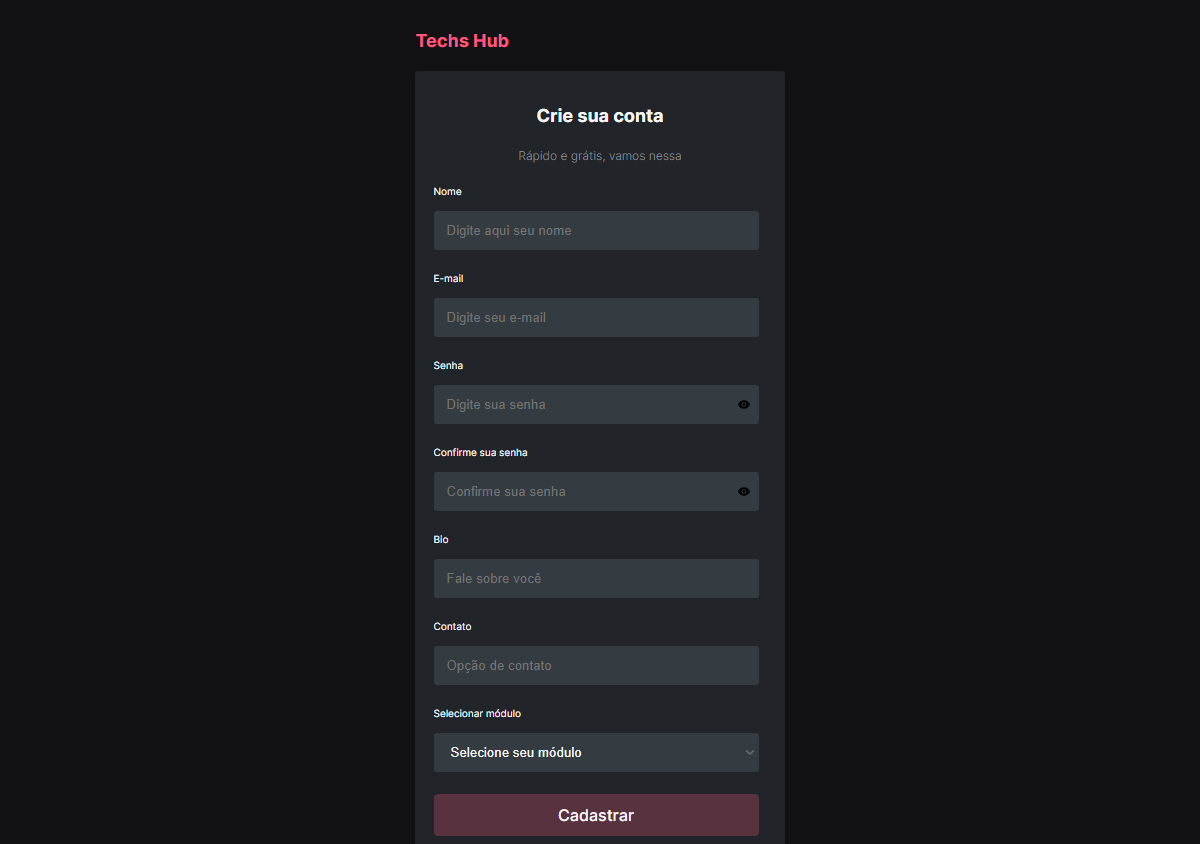 Techs Hub
Crie sua conta
Rápido e grátis, vamos nessa
Nome
Digite aqui seu nome
E-mail
Digite seu e-mail
Senha
Digite sua senha
Confirme sua senha
Confirme sua senha
Bio
Fale sobre você
Contato
Opção de contato
Selecionar módulo
Selecione seu módulo
Cadastrar